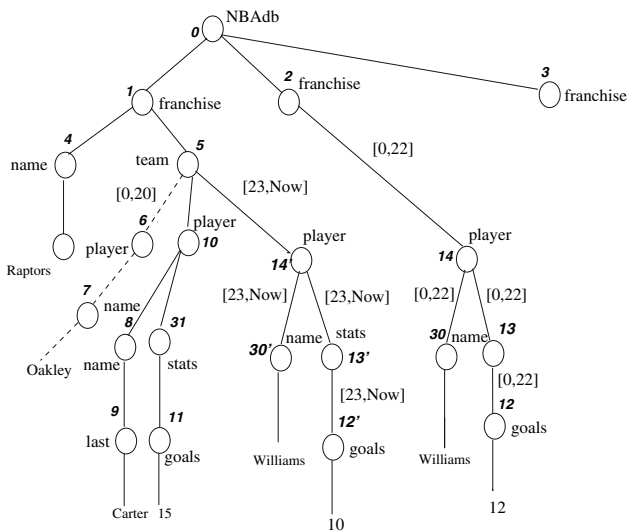 NBAdb
0
1
franchise
2
franchise
3
franchise
4
name
5
team
[0,22]
[0,20]
[23,Now]
6
player
player
10
player
14'
player
14
Raptors
7
name
[23,Now]
[23,Now]
[0,22]
[0,22]
8
name
31
stats
30'
name
stats
13'
30
name
13
Oakley
[23,Now]
[0,22]
9
last
11
goals
12'
goals
12
goals
Williams
Williams
Carter
15
10
12